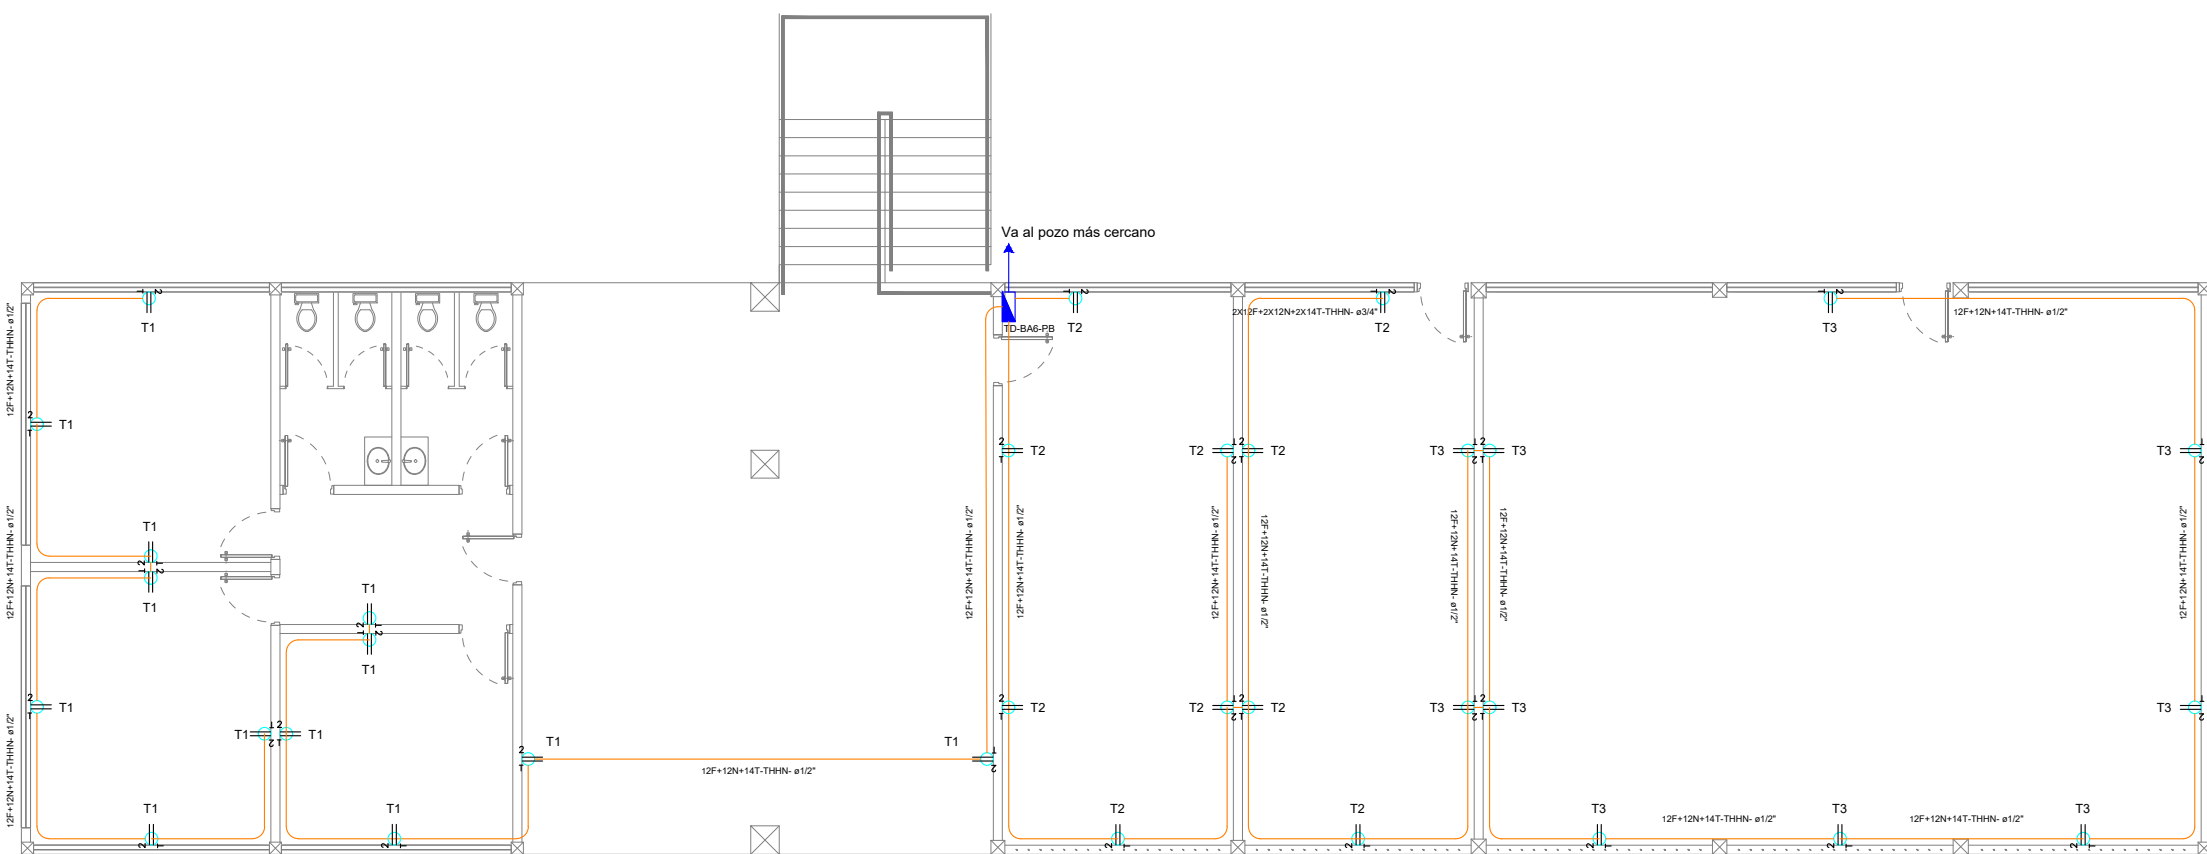 Va al pozo más cercano
T1
12F+12N+14T-THHN- ø1/2"
TD-BA6-PB
T2
2X12F+2X12N+2X14T-THHN- ø3/4"
T2
T3
12F+12N+14T-THHN- ø1/2"
T1
T2
T2
T2
T3
T3
T3
12F+12N+14T-THHN- ø1/2"
T1
T1
T1
12F+12N+14T-THHN- ø1/2"
12F+12N+14T-THHN- ø1/2"
12F+12N+14T-THHN- ø1/2"
12F+12N+14T-THHN- ø1/2"
12F+12N+14T-THHN- ø1/2"
12F+12N+14T-THHN- ø1/2"
12F+12N+14T-THHN- ø1/2"
T1
T1
T1
T2
T2
T2
T3
T3
T3
T1
T1
T1
T1
12F+12N+14T-THHN- ø1/2"
12F+12N+14T-THHN- ø1/2"
T1
T1
T2
T2
T3
12F+12N+14T-THHN- ø1/2"
T3
12F+12N+14T-THHN- ø1/2"
T3